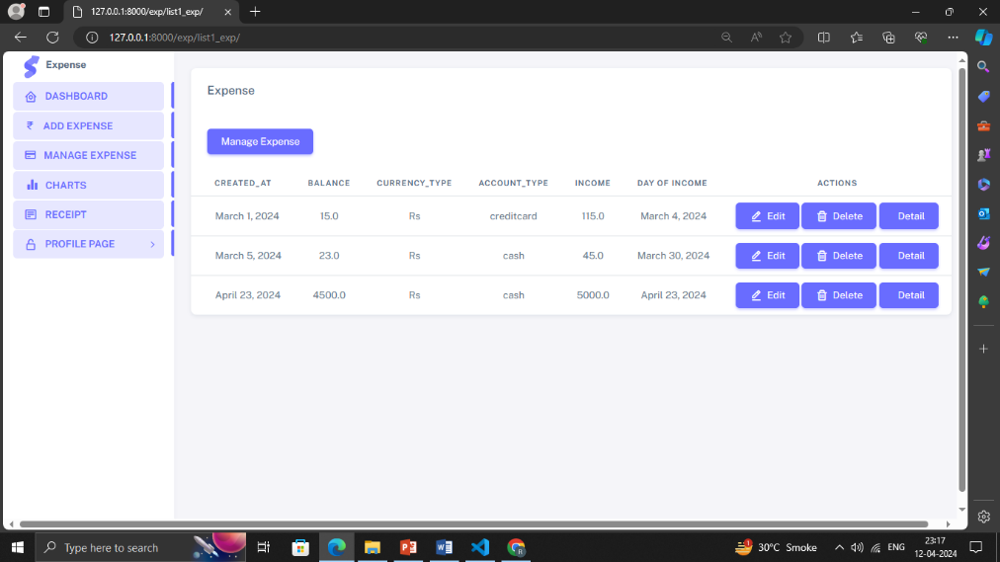 127.0.0.1:8000/exp/list1_exp/
127.0.0.1:8000/exp/list1_exp/
Expense
DASHBOARD
₹ ADD EXPENSE
MANAGE EXPENSE
CHARTS
RECEIPT
PROFILE PAGE
Expense
Manage Expense
CREATED_AT BALANCE CURRENCY_TYPE ACCOUNT_TYPE INCOME DAY OF INCOME ACTIONS
March 1, 2024 15.0 Rs creditcard 115.0 March 4, 2024 Edit Delete Detail
March 5, 2024 23.0 Rs cash 45.0 March 30, 2024 Edit Delete Detail
April 23, 2024 4500.0 Rs cash 5000.0 April 23, 2024 Edit Delete Detail
Type here to search
1 30°C Smoke ENG 23:17
12-04-2024